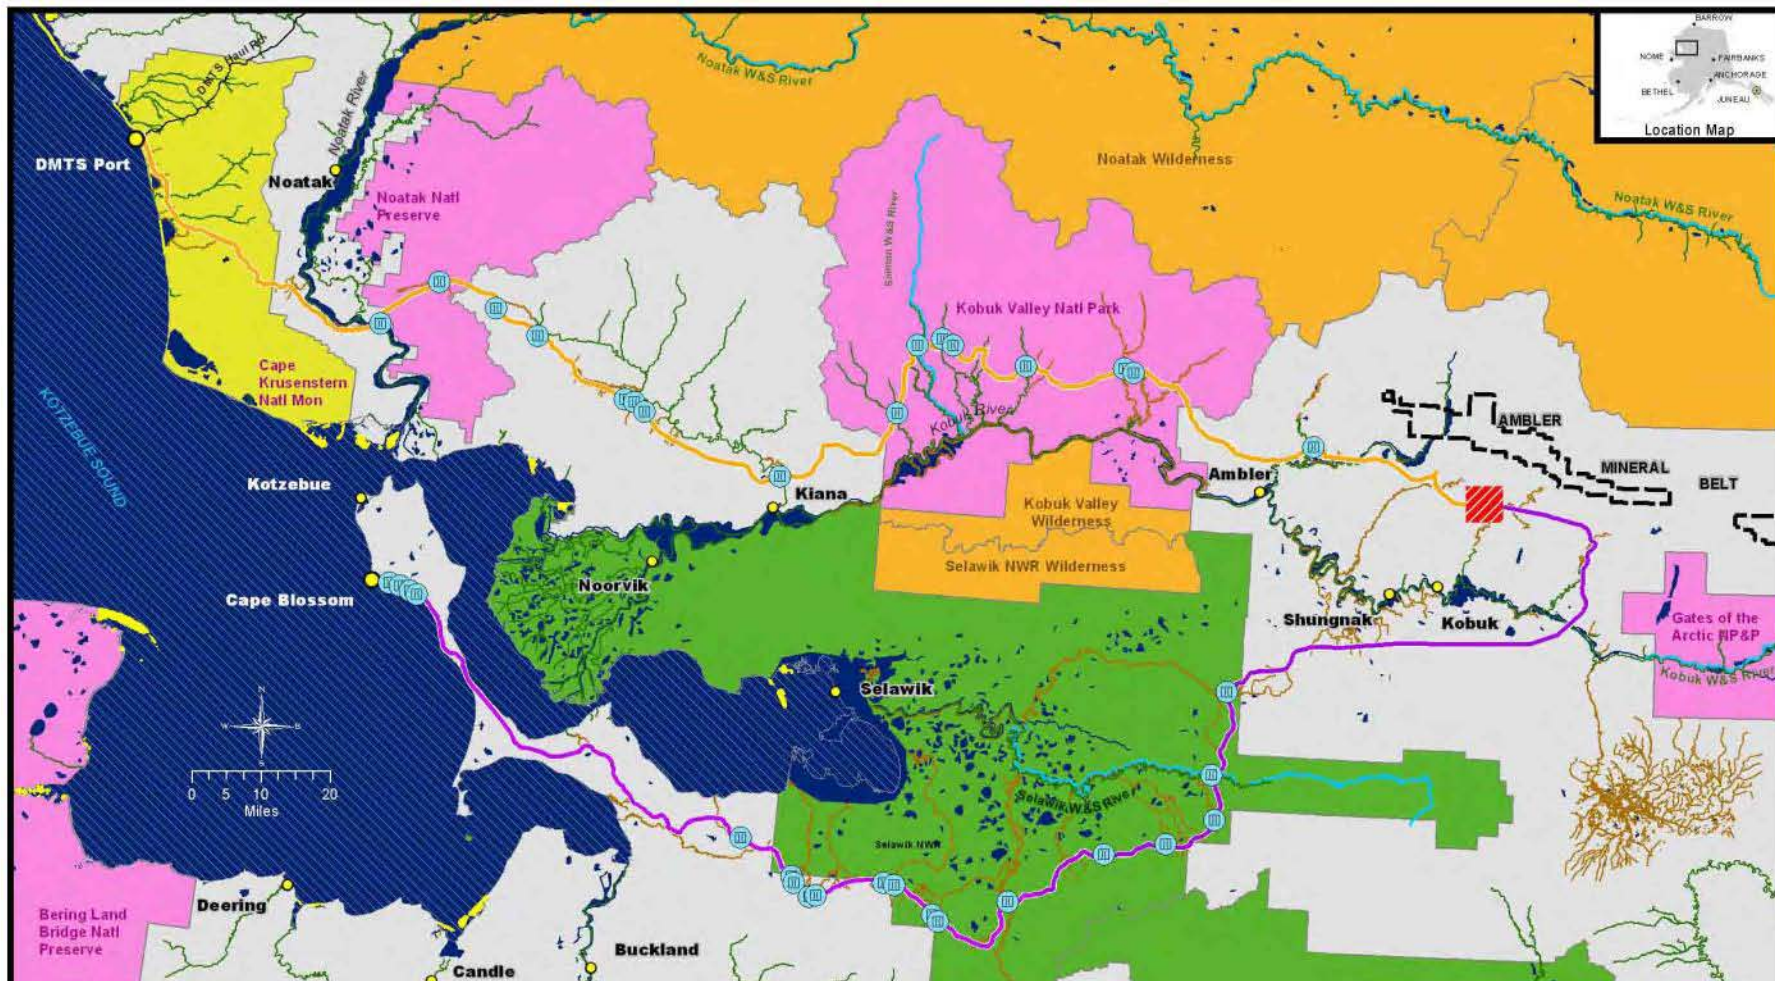 BARROW
NOME
FAIRBANKS
ANCHORAGE
BETHEL
JUNEAU
Location Map
DMTS Haul Rd.
Noatak River
Noatak W&S River
DMTS Port
Noatak
Noatak Wilderness
Noatak Natl
Preserve
Noatak W&S River
Salmon W&S River
Kobuk Valley Natl Park
Cape
Krusenstern
Natl Mon
KOTZEBUE SOUND
Kobuk River
AMBLER
MINERAL
BELT
Kotzebue
Kiana
Ambler
Kobuk Valley
Wilderness
Selawik NWR Wilderness
Noorvik
Cape Blossom
Shungnak
Kobuk
Gates of the
Arctic NP&P
Kobuk W&S River
Selawik
N
W
E
S
0 5 10 20
Miles
Selawik W&S River
Selawik NWR
Deering
Bering Land
Bridge Natl
Preserve
Buckland
Candle